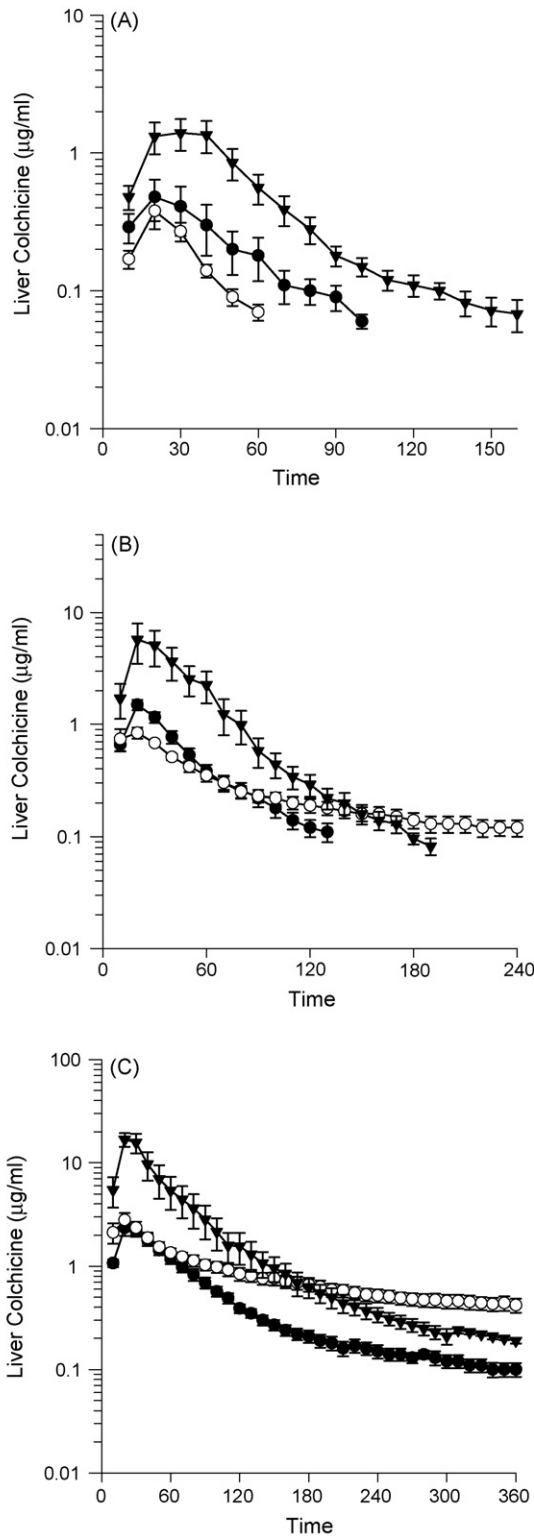 (A)
Liver Colchicine (µg/ml)
10
1
0.1
0.01
0 30 60 90 120 150
Time
(B)
Liver Colchicine (µg/ml)
10
1
0.1
0.01
0 60 120 180 240
Time
(C)
Liver Colchicine (µg/ml)
100
10
1
0.1
0.01
0 60 120 180 240 300 360
Time